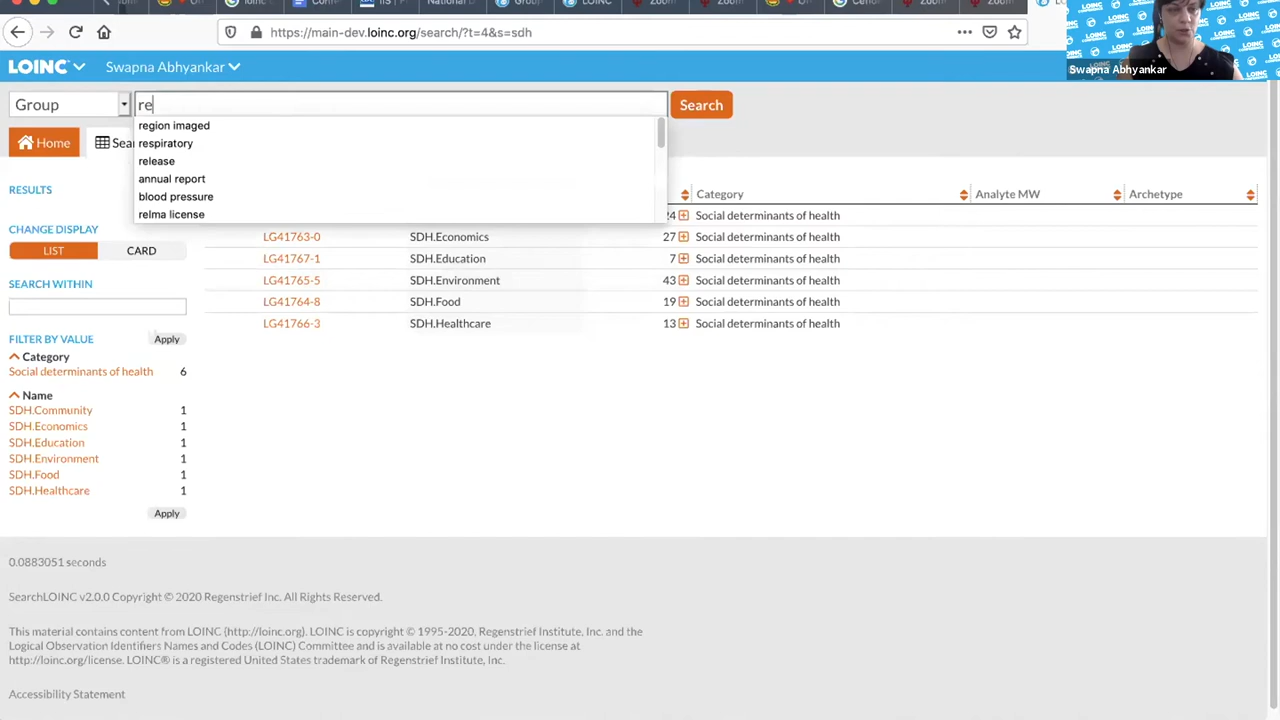 LOINC
Zoom
Zoom
Zoom
Zoom
https://main-dev.loinc.org/search/?t=4&s=sdh
Swapna Abhyankar
LOINC Swapna Abhyankar
Group re Search
region imaged
respiratory
release
annual report
blood pressure
relma license
Home Sea
RESULTS
Category Analyte MW Archetype
24 Social determinants of health
CHANGE DISPLAY
LG41763-0 SDH.Economics 27 Social determinants of health
LIST CARD
LG41767-1 SDH.Education 7 Social determinants of health
LG41765-5 SDH.Environment 43 Social determinants of health
SEARCH WITHIN
LG41764-8 SDH.Food 19 Social determinants of health
LG41766-3 SDH.Healthcare 13 Social determinants of health
FILTER BY VALUE Apply
Category
Social determinants of health 6
Name
SDH.Community 1
SDH.Economics 1
SDH.Education 1
SDH.Environment 1
SDH.Food 1
SDH.Healthcare 1
Apply
0.0883051 seconds
SearchLOINC v2.0.0 Copyright © 2020 Regenstrief Inc. All Rights Reserved.
This material contains content from LOINC (http://loinc.org). LOINC is copyright © 1995-2020, Regenstrief Institute, Inc. and the
Logical Observation Identifiers Names and Codes (LOINC) Committee and is available at no cost under the license at
http://loinc.org/license. LOINC® is a registered United States trademark of Regenstrief Institute, Inc.
Accessibility Statement